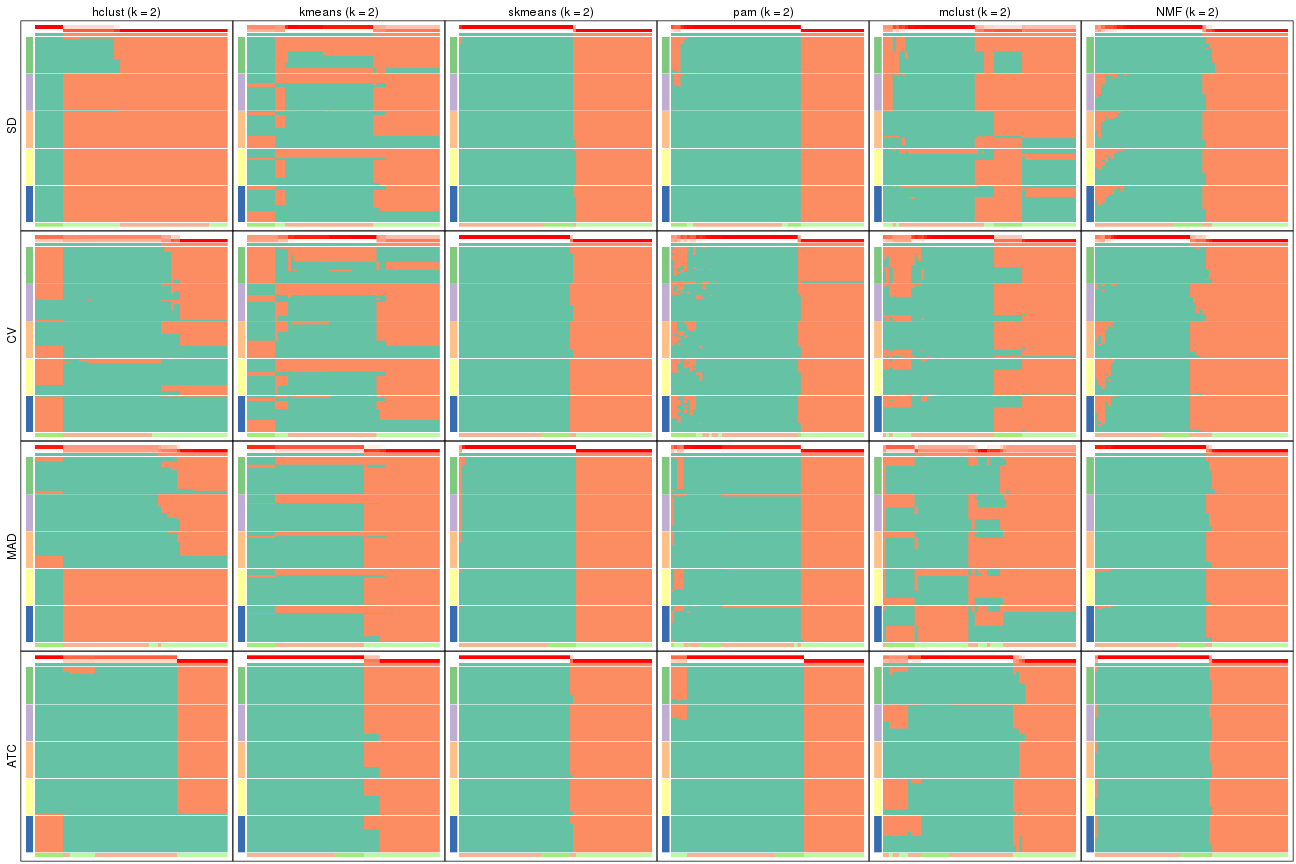 hclust (k = 2)
kmeans (k = 2)
skmeans (k = 2)
pam (k = 2)
mclust (k = 2)
NMF (k = 2)
SD
CV
MAD
ATC